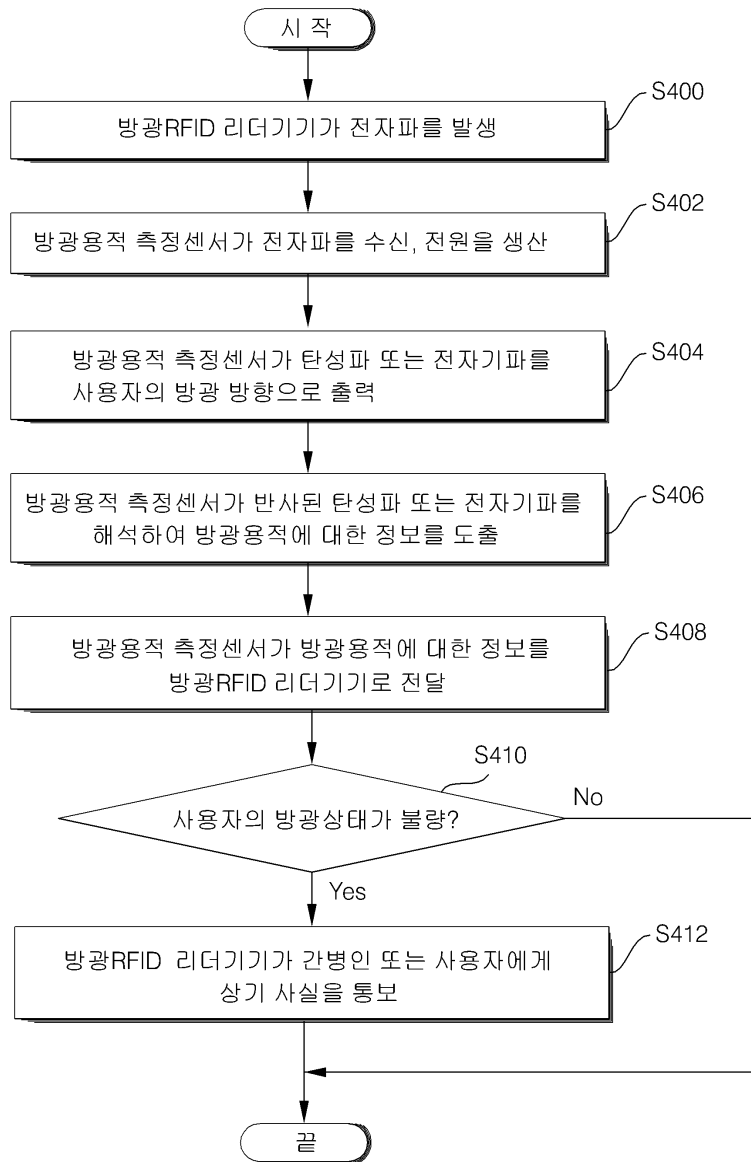 시 작
S400
방광RFID 리더기기가 전자파를 발생
S402
방광용적 측정센서가 전자파를 수신, 전원을 생산
S404
방광용적 측정센서가 탄성파 또는 전자기파를
사용자의 방광 방향으로 출력
S406
방광용적 측정센서가 반사된 탄성파 또는 전자기파를
해석하여 방광용적에 대한 정보를 도출
S408
방광용적 측정센서가 방광용적에 대한 정보를
방광RFID 리더기기로 전달
S410
사용자의 방광상태가 불량?
No
Yes
S412
방광RFID 리더기기가 간병인 또는 사용자에게
상기 사실을 통보
끝